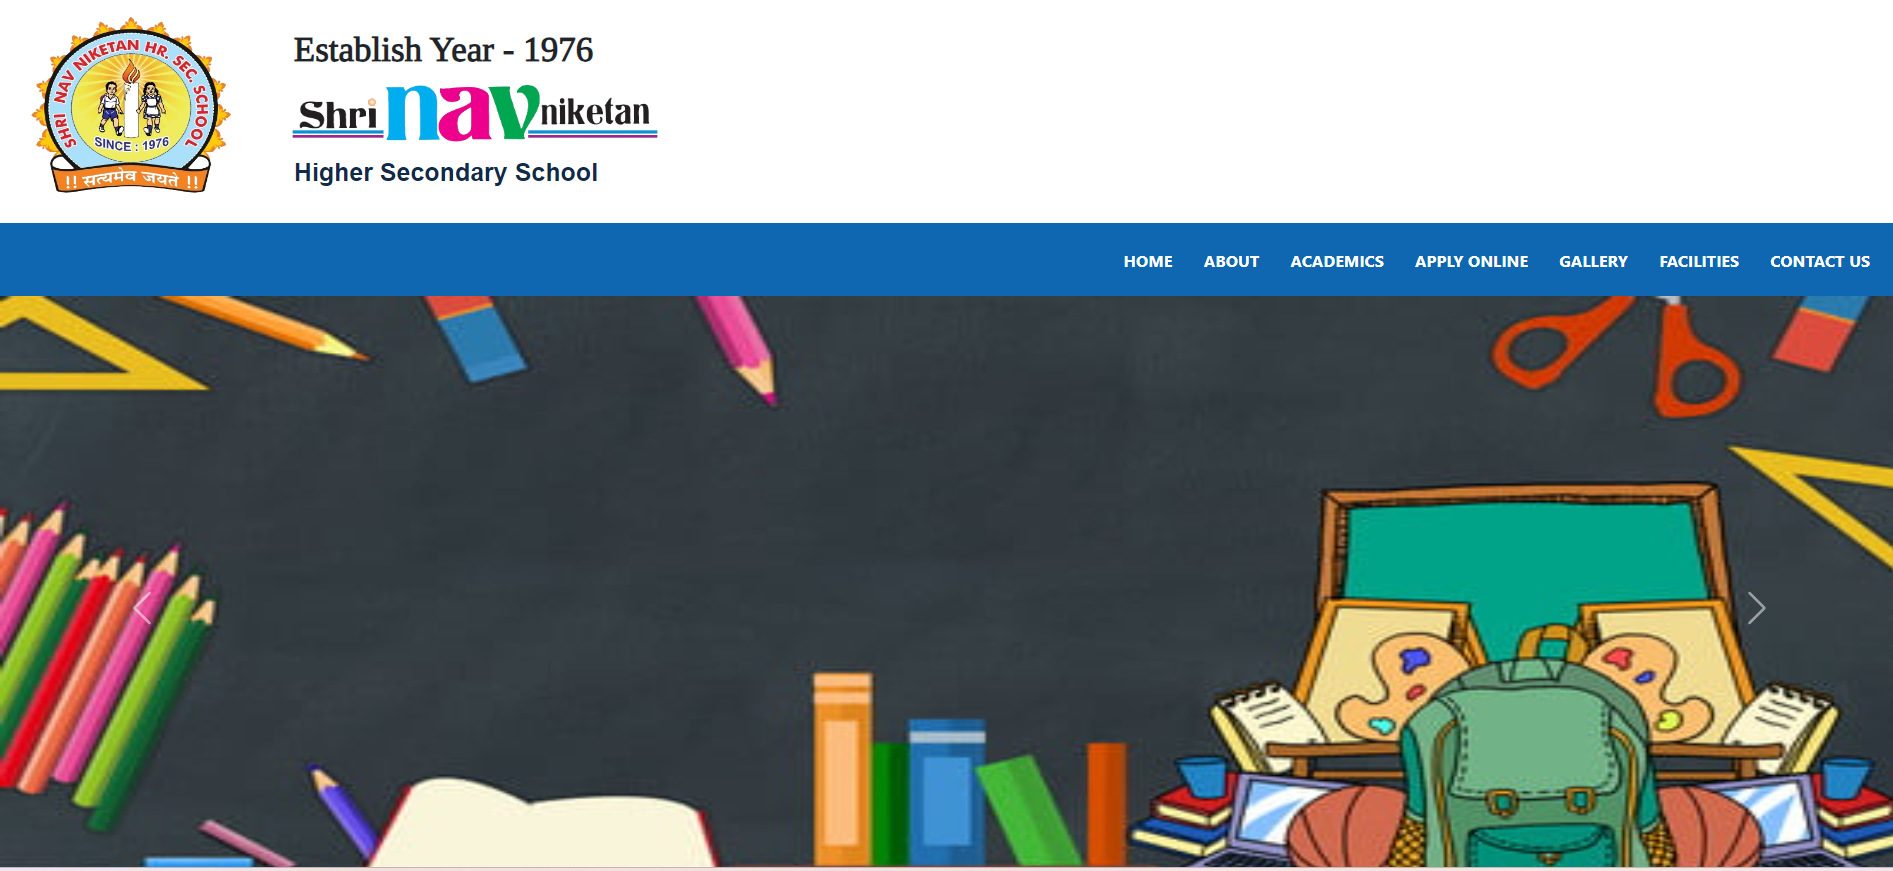 SHRI NAV NIKETAN HR. SEC. SCHOOL
SINCE : 1976
!! सत्यमेव जयते !!
Establish Year - 1976
Shri nav niketan
Higher Secondary School
HOME ABOUT ACADEMICS APPLY ONLINE GALLERY FACILITIES CONTACT US